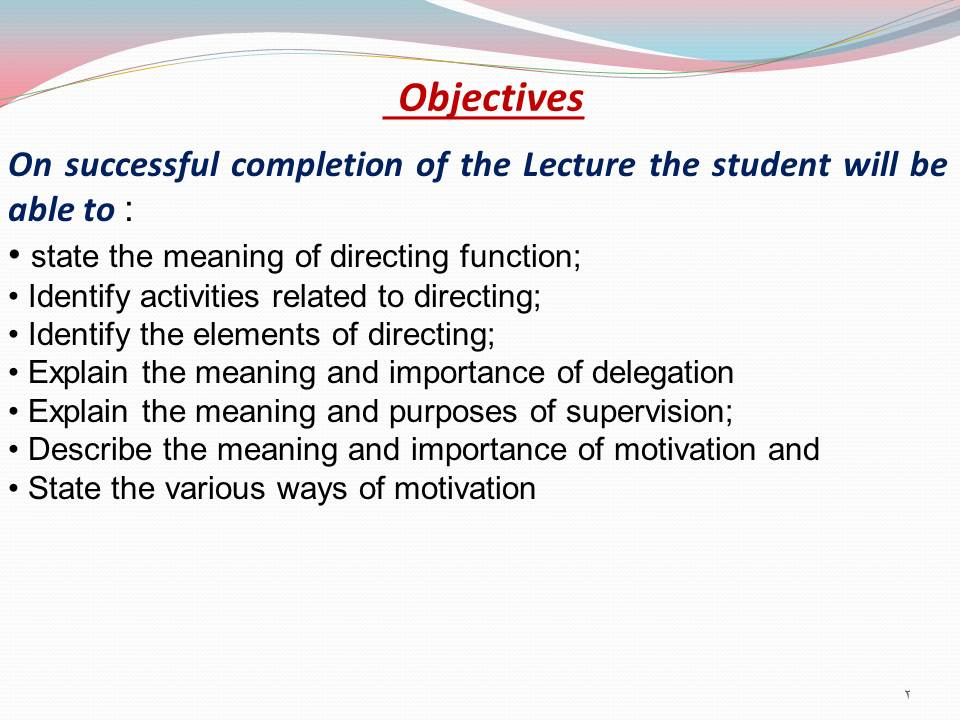 Objectives
On successful completion of the Lecture the student will be
able to :
• state the meaning of directing function;
• Identify activities related to directing;
• Identify the elements of directing;
• Explain the meaning and importance of delegation
• Explain the meaning and purposes of supervision;
• Describe the meaning and importance of motivation and
• State the various ways of motivation
٢